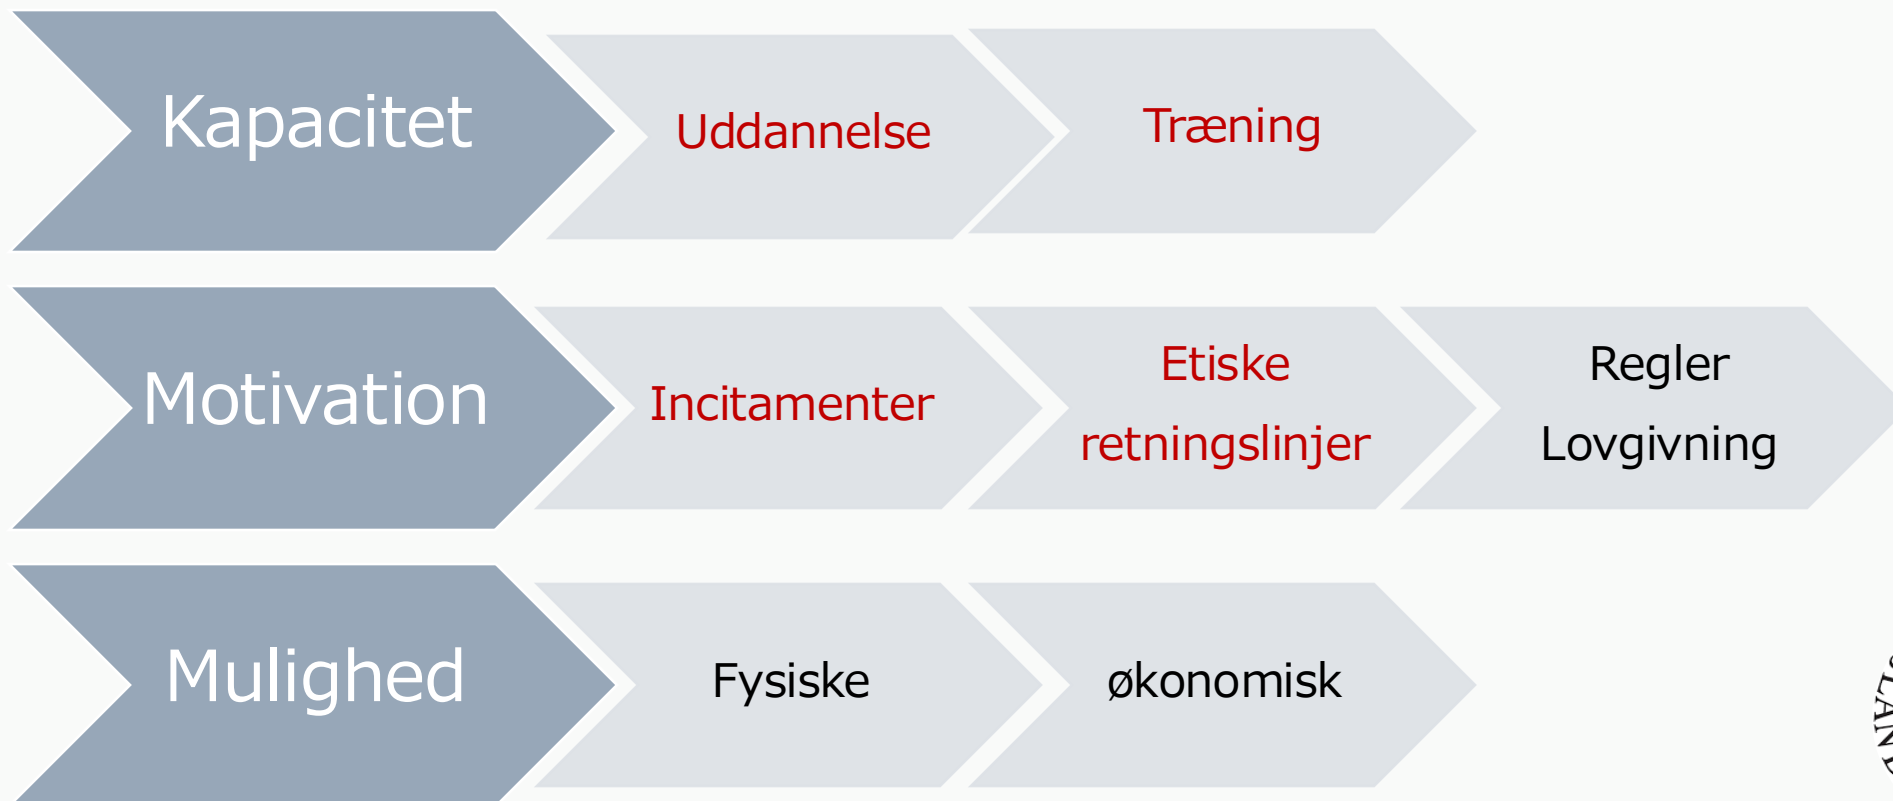 Kapacitet
Uddannelse
Træning
Motivation
Incitamenter
Etiske
retningslinjer
Regler
Lovgivning
Mulighed
Fysiske
økonomisk